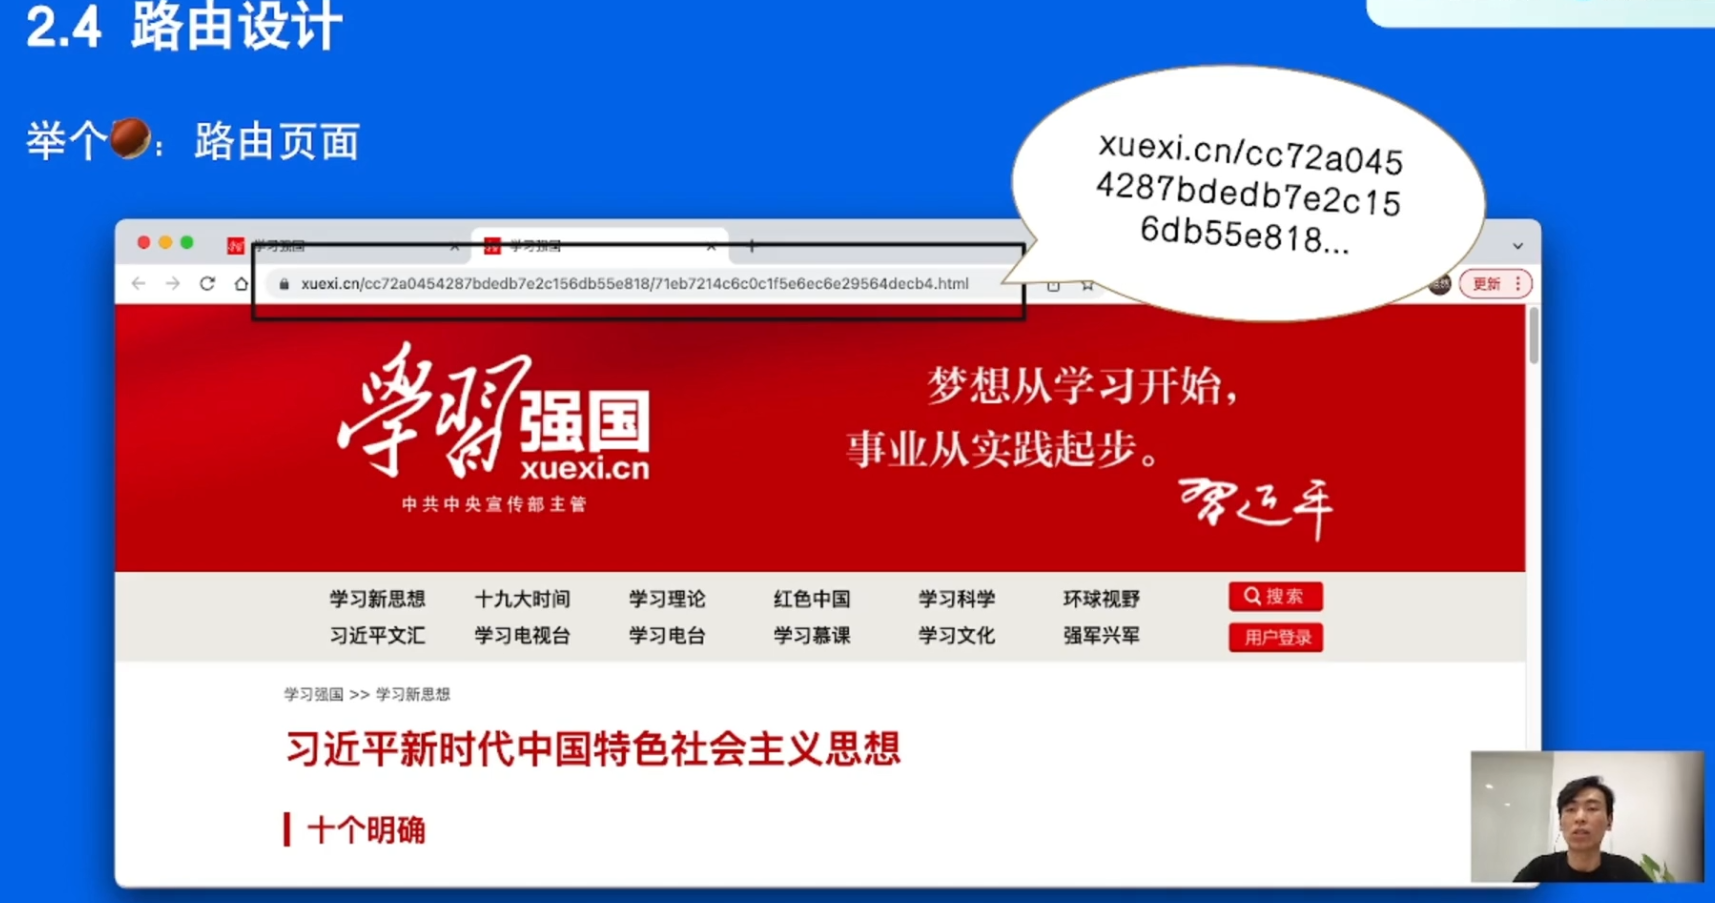 2.4 路由设计
举个🌰：路由页面
xuexi.cn/cc72a045
4287bdedb7e2c15
6db55e818...
学习强国
学习强国
xuexi.cn/cc72a0454287bdedb7e2c156db55e818/71eb7214c6c0c1f5e6ec6e29564decb4.html
更新
學習强国
xuexi.cn
中共中央宣传部主管
梦想从学习开始，
事业从实践起步。
习近平
学习新思想 十九大时间 学习理论 红色中国 学习科学 环球视野 搜索
习近平文汇 学习电视台 学习电台 学习慕课 学习文化 强军兴军 用户登录
学习强国 >> 学习新思想
习近平新时代中国特色社会主义思想
十个明确